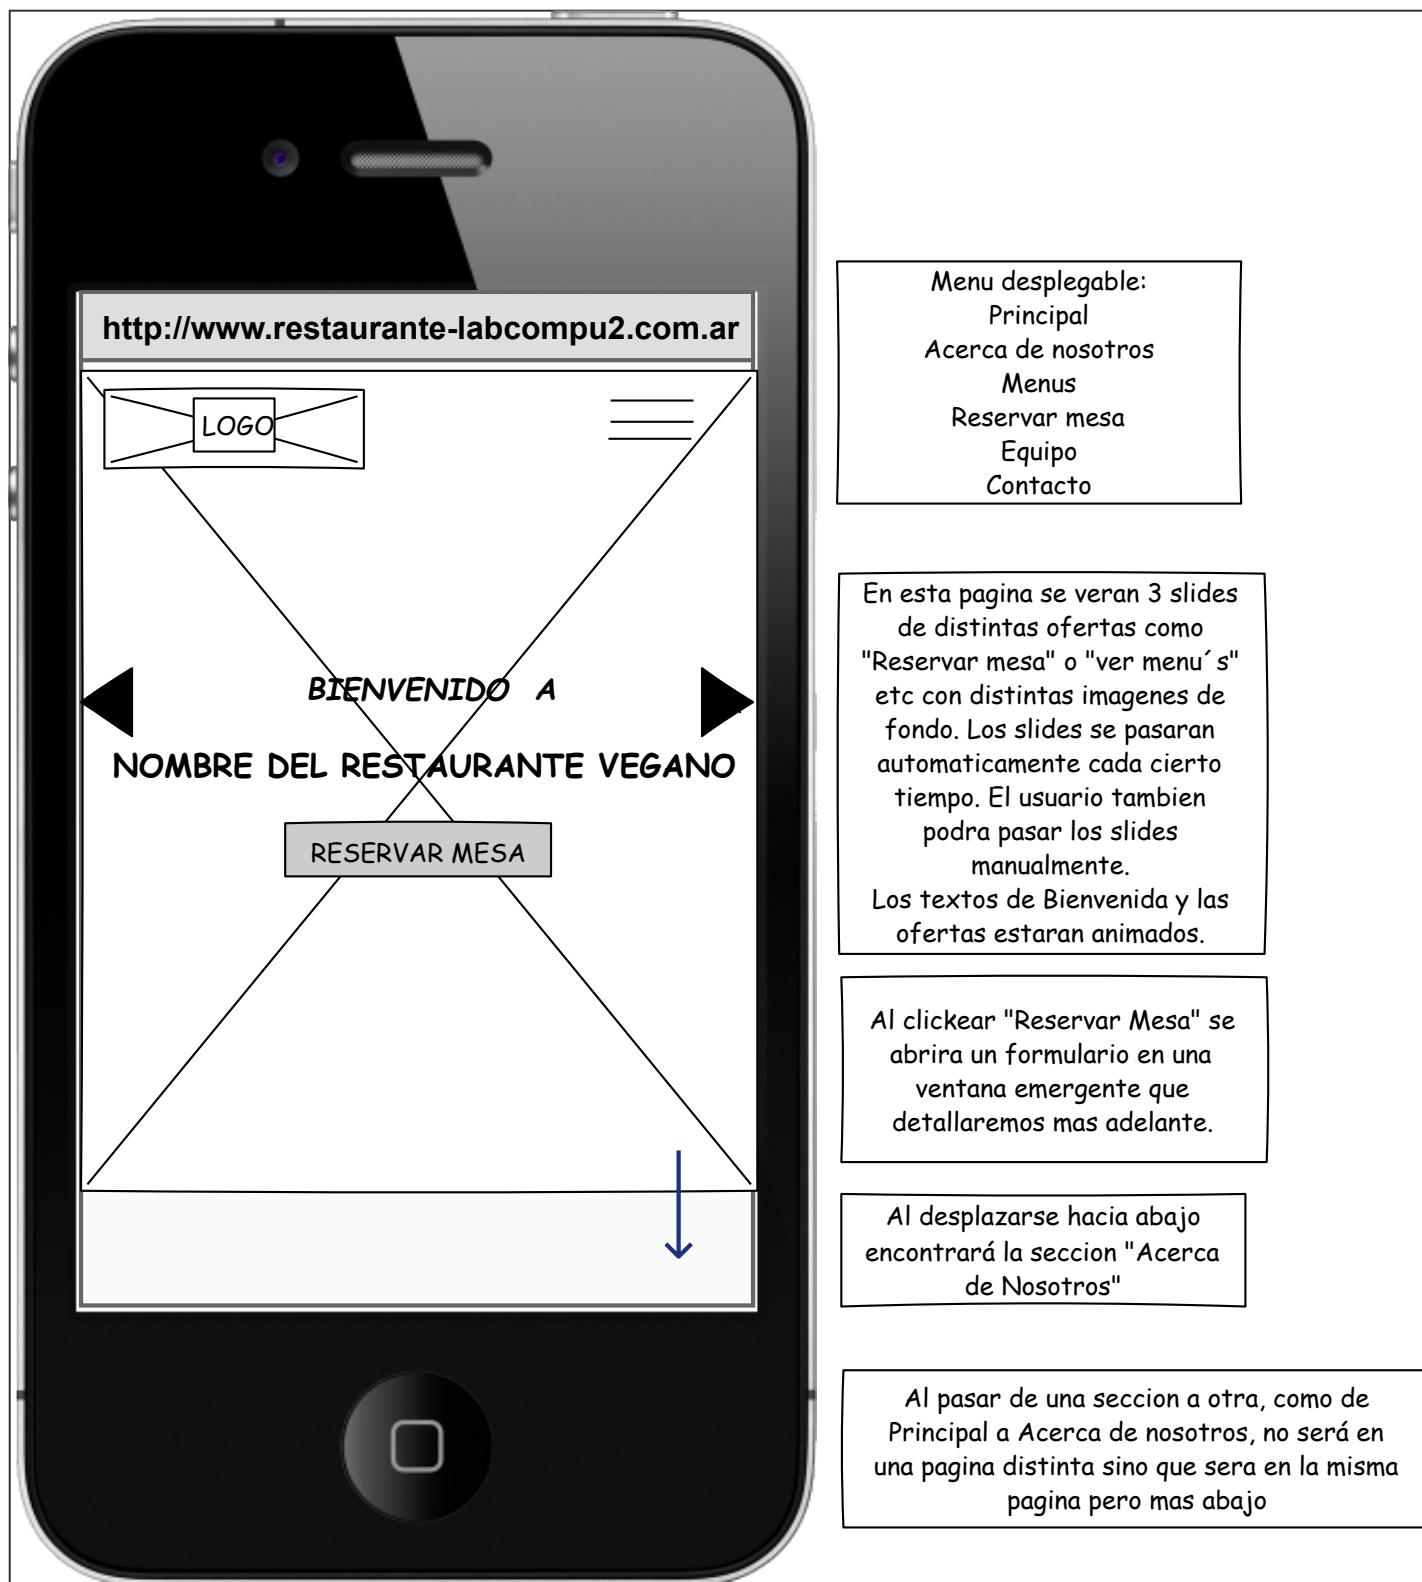 http://www.restaurante-labcompu2.com.ar
LOGO
BIENVENIDO A
NOMBRE DEL RESTAURANTE VEGANO
RESERVAR MESA
Menu desplegable:
Principal
Acerca de nosotros
Menus
Reservar mesa
Equipo
Contacto
En esta pagina se veran 3 slides
de distintas ofertas como
"Reservar mesa" o "ver menu´s"
etc con distintas imagenes de
fondo. Los slides se pasaran
automaticamente cada cierto
tiempo. El usuario tambien
podra pasar los slides
manualmente.
Los textos de Bienvenida y las
ofertas estaran animados.
Al clickear "Reservar Mesa" se
abrira un formulario en una
ventana emergente que
detallaremos mas adelante.
Al desplazarse hacia abajo
encontrará la seccion "Acerca
de Nosotros"
Al pasar de una seccion a otra, como de
Principal a Acerca de nosotros, no será en
una pagina distinta sino que sera en la misma
pagina pero mas abajo